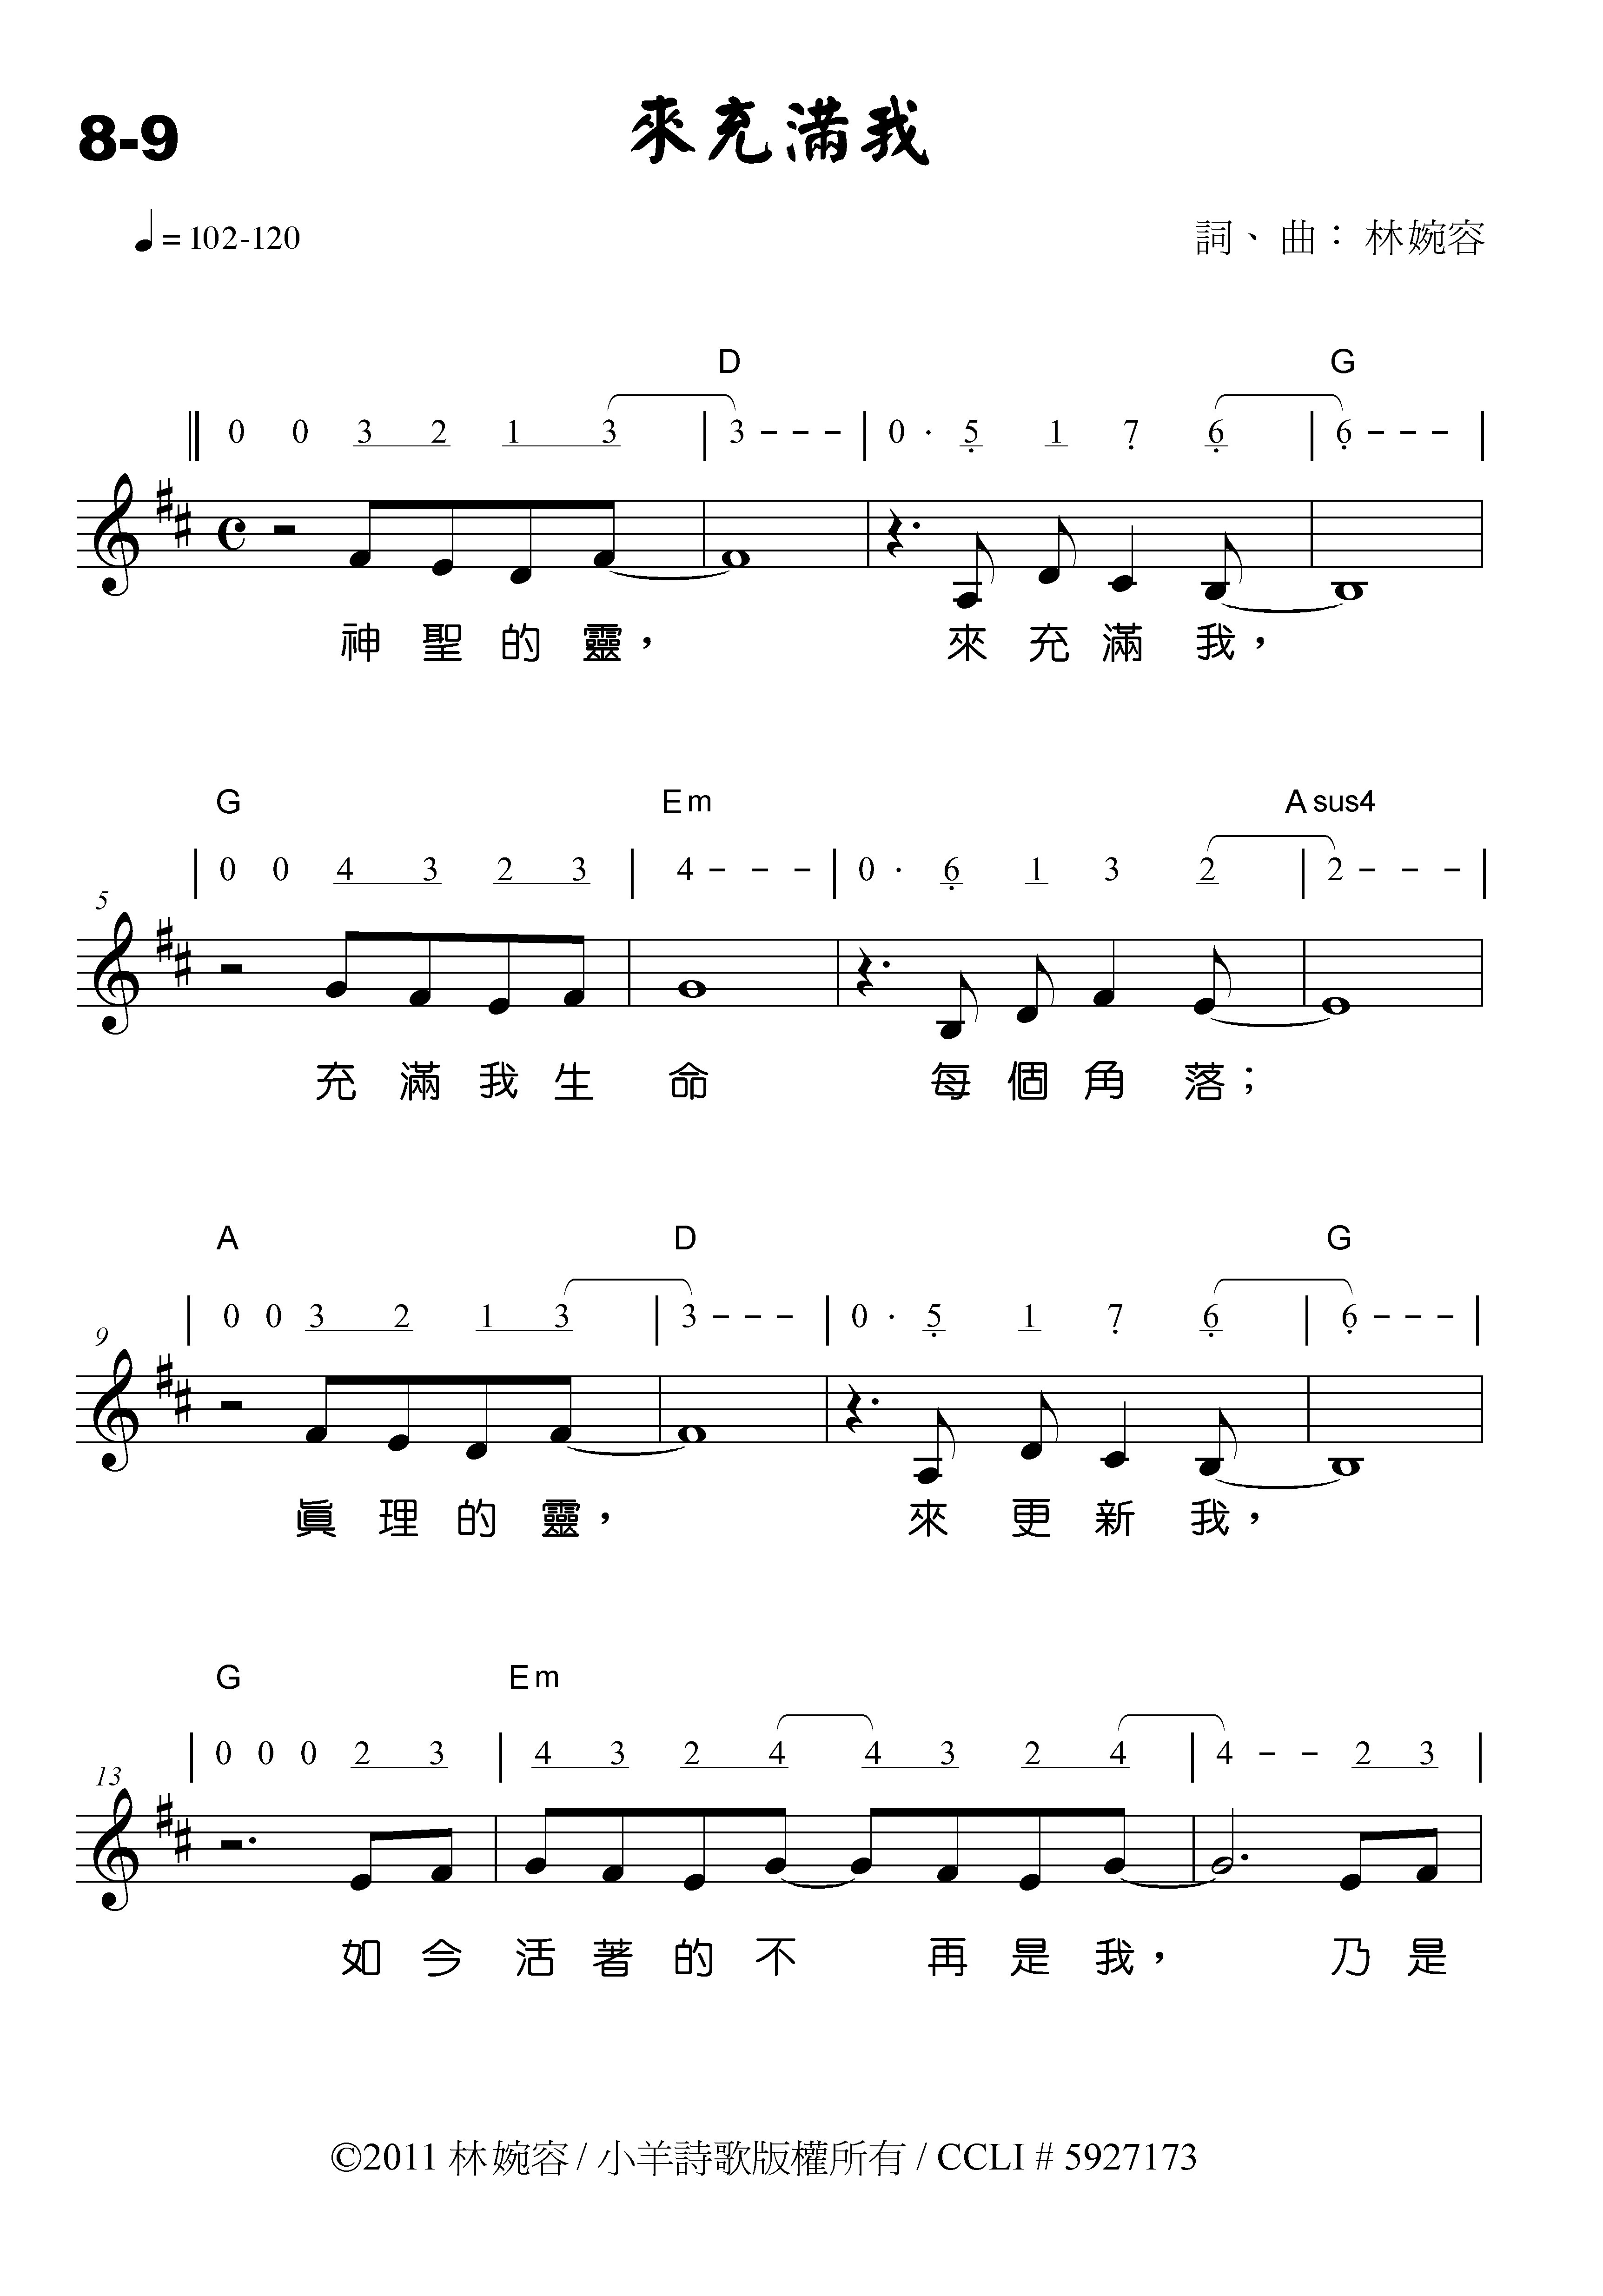 8-9
來充滿我
♩=102-120
詞、曲：林婉容
D G
0 0 3 2 1 3 | 3 - - - | 0 · 5 1 7 6 | 6 - - - |
神聖的靈， 來充滿我，
G Em Asus4
0 0 4 3 2 3 | 4 - - - | 0 · 6 1 3 2 | 2 - - - |
5
充滿我生命 每個角落；
A D G
0 0 3 2 1 3 | 3 - - - | 0 · 5 1 7 6 | 6 - - - |
9
眞理的靈， 來更新我，
G Em
0 0 0 2 3 | 4 3 2 4 4 3 2 4 | 4 - - 2 3 |
13
如今活著的不再是我， 乃是
©2011 林婉容 / 小羊詩歌版權所有 / CCLI # 5927173